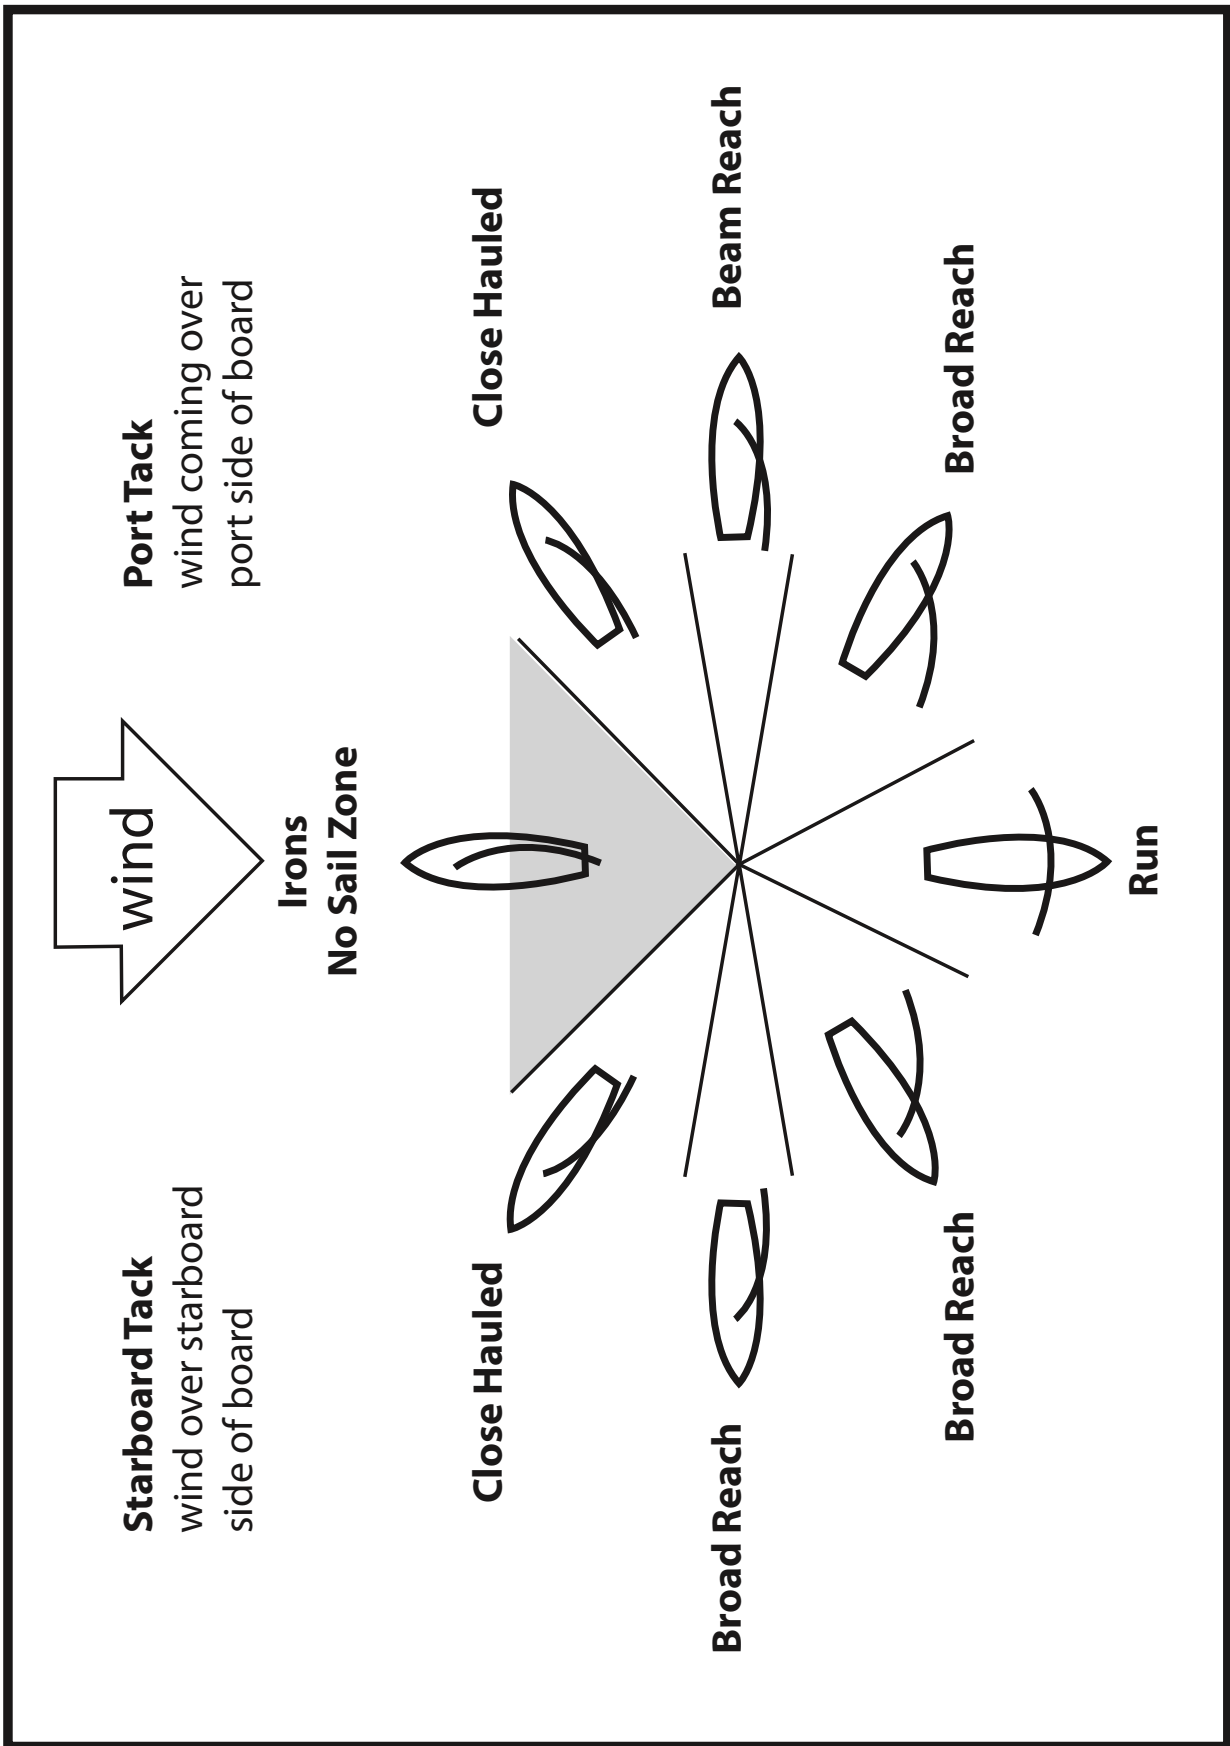 wind
Starboard Tack
wind over starboard
side of board
Port Tack
wind coming over
port side of board
Irons
No Sail Zone
Close Hauled
Close Hauled
Broad Reach
Beam Reach
Broad Reach
Broad Reach
Run